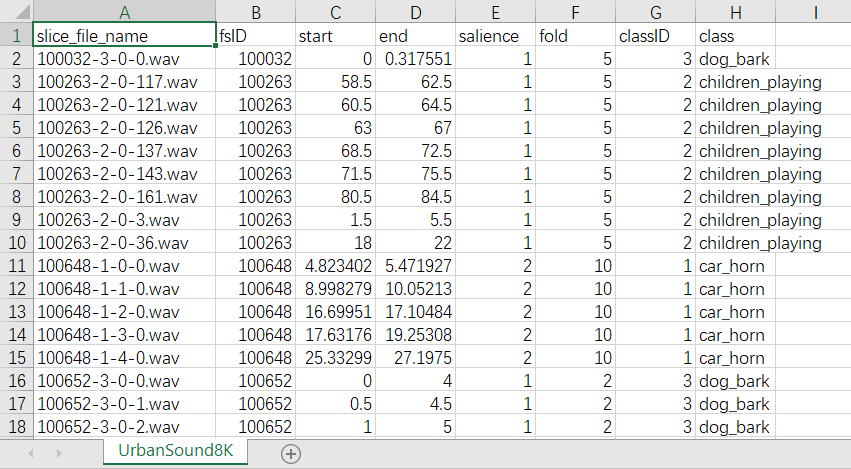 A B C D E F G H I
1 slice_file_name fsID start end salience fold classID class
2 100032-3-0-0.wav 100032 0 0.317551 1 5 3 dog_bark
3 100263-2-0-117.wav 100263 58.5 62.5 1 5 2 children_playing
4 100263-2-0-121.wav 100263 60.5 64.5 1 5 2 children_playing
5 100263-2-0-126.wav 100263 63 67 1 5 2 children_playing
6 100263-2-0-137.wav 100263 68.5 72.5 1 5 2 children_playing
7 100263-2-0-143.wav 100263 71.5 75.5 1 5 2 children_playing
8 100263-2-0-161.wav 100263 80.5 84.5 1 5 2 children_playing
9 100263-2-0-3.wav 100263 1.5 5.5 1 5 2 children_playing
10 100263-2-0-36.wav 100263 18 22 1 5 2 children_playing
11 100648-1-0-0.wav 100648 4.823402 5.471927 2 10 1 car_horn
12 100648-1-1-0.wav 100648 8.998279 10.05213 2 10 1 car_horn
13 100648-1-2-0.wav 100648 16.69951 17.10484 2 10 1 car_horn
14 100648-1-3-0.wav 100648 17.63176 19.25308 2 10 1 car_horn
15 100648-1-4-0.wav 100648 25.33299 27.1975 2 10 1 car_horn
16 100652-3-0-0.wav 100652 0 4 1 2 3 dog_bark
17 100652-3-0-1.wav 100652 0.5 4.5 1 2 3 dog_bark
18 100652-3-0-2.wav 100652 1 5 1 2 3 dog_bark
UrbanSound8K